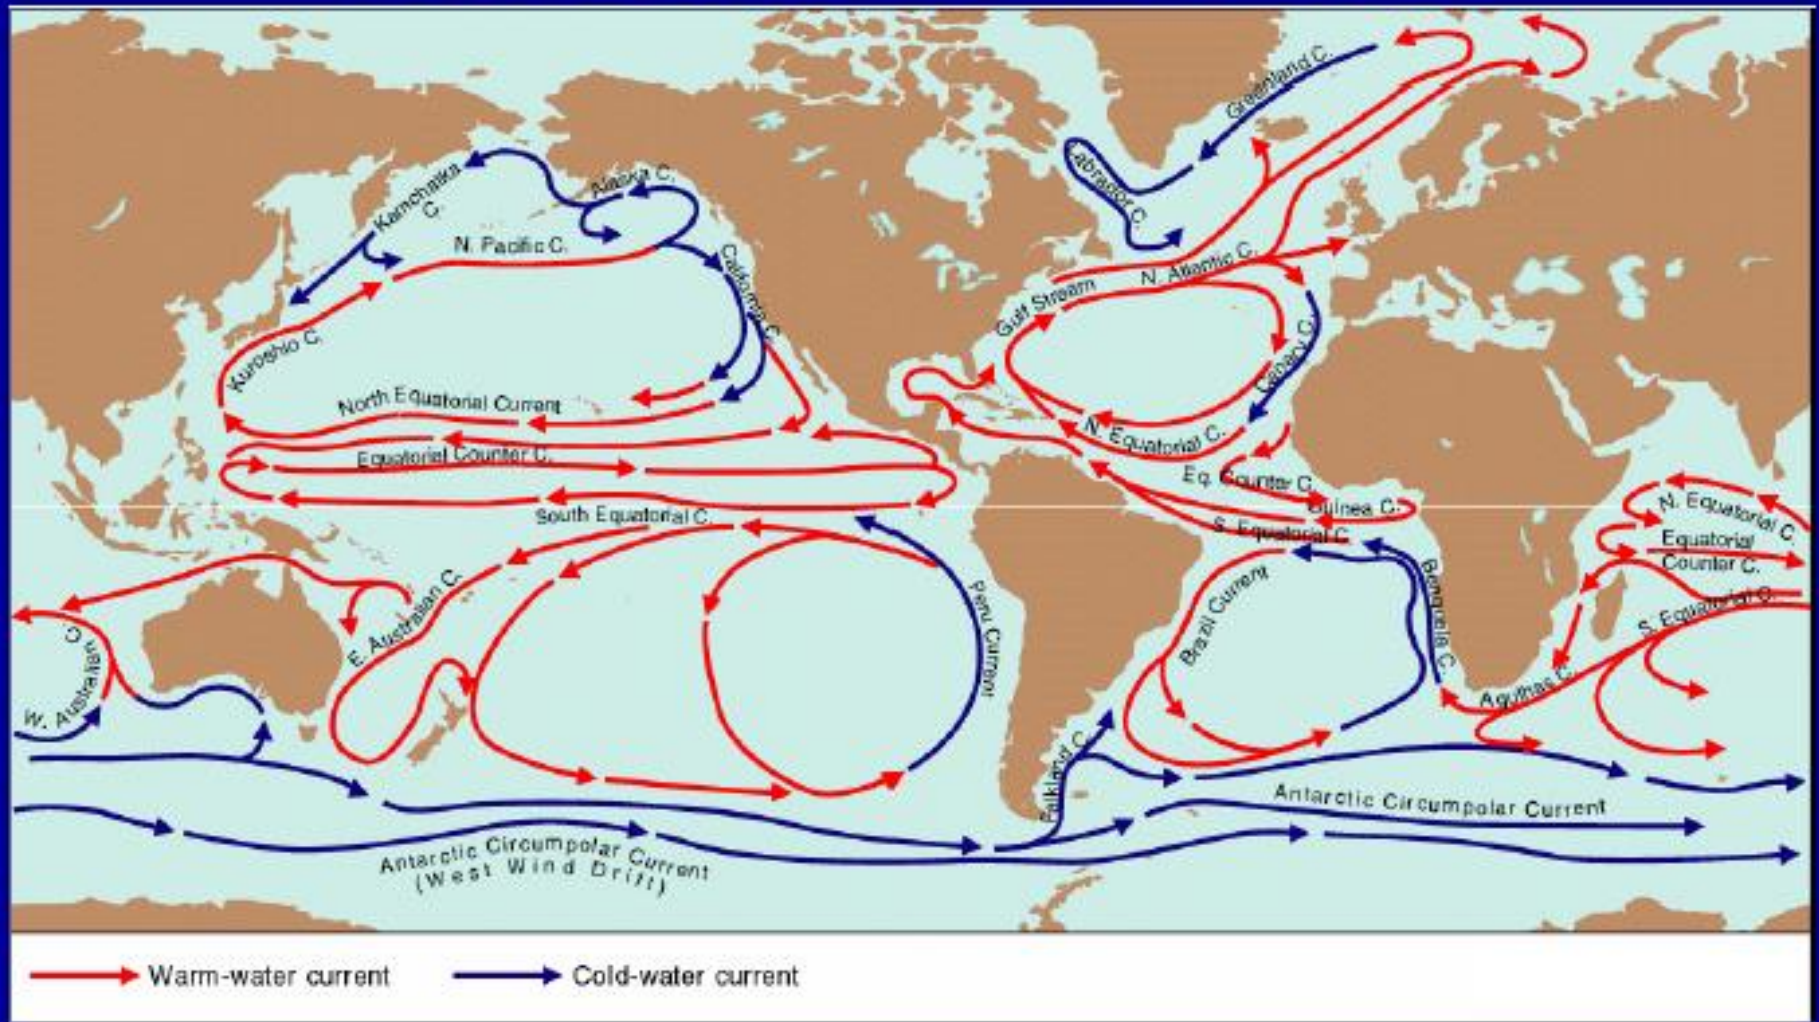 Greenland C.
Labrador C.
Alaska C.
Kamchatka
C.
N. Pacific C.
California C.
N. Atlantic C.
Gulf Stream
Kuroshio C.
Canary C.
North Equatorial Current
N. Equatorial C.
Equatorial Counter C.
Eq. Counter C.
Guinea C.
N. Equatorial C.
South Equatorial C.
S. Equatorial C.
Equatorial
Counter C.
E. Australian C.
Peru Current
Brazil Current
Benguela C.
S. Equatorial C.
W. Australian C.
Agulhas C.
Falkland C.
Antarctic Circumpolar Current
Antarctic Circumpolar Current
(West Wind Drift)
Warm-water current
Cold-water current